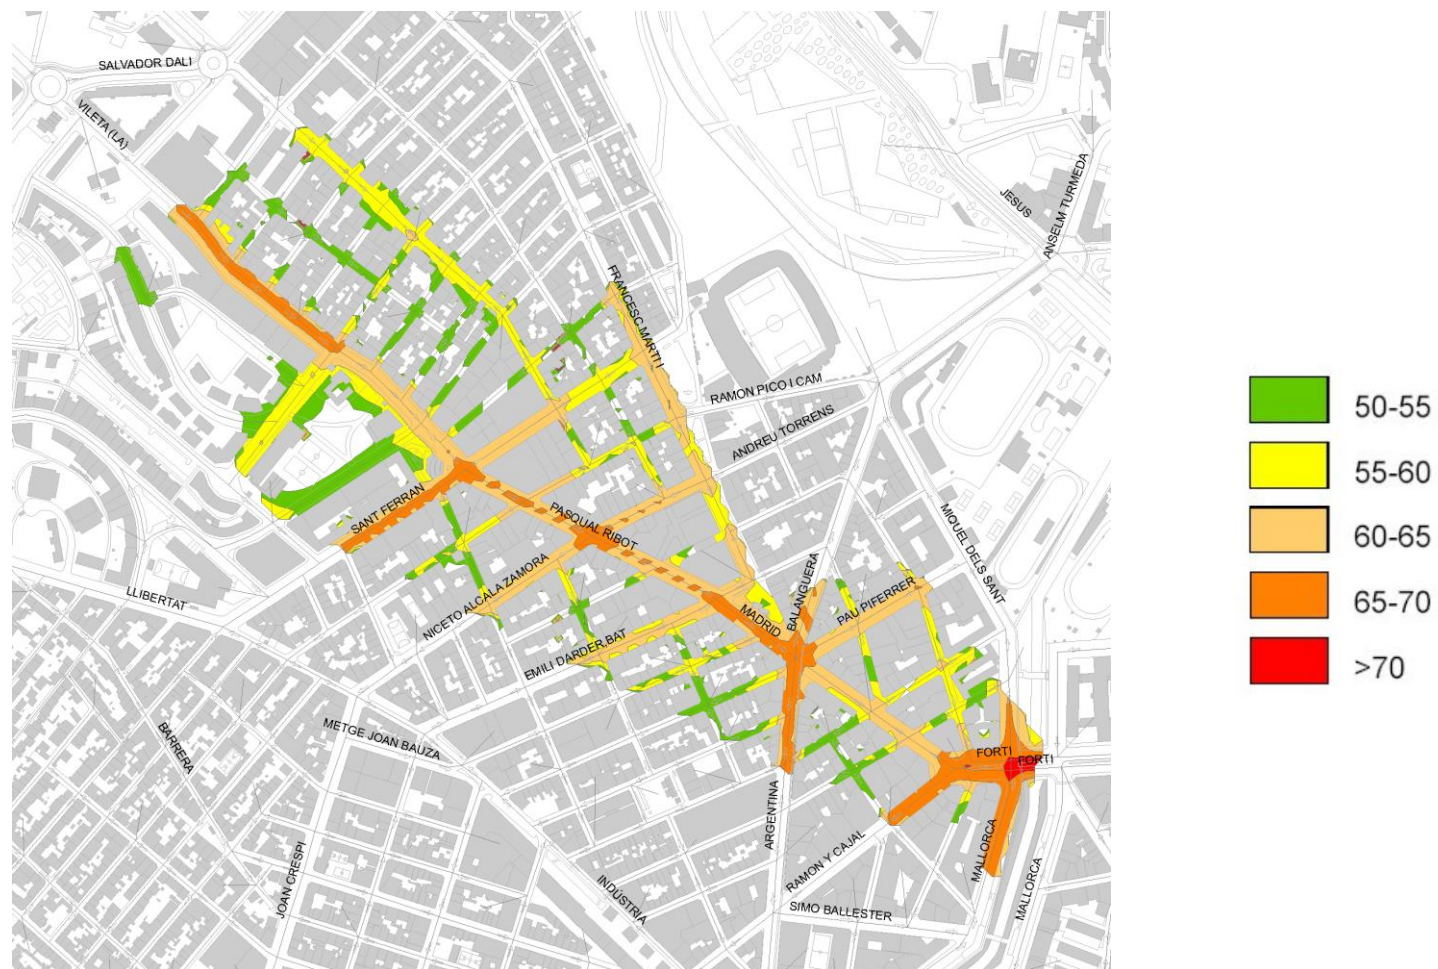 SALVADOR DALI
VILETA (LA)
JESUS
ANSELM TURMEDA
FRANCESC MARTI I
RAMON PICO I CAM
ANDREU TORRENS
50-55
55-60
60-65
65-70
>70
SANT FERRAN
PASQUAL RIBOT
MIQUEL DELS SANT
LLIBERTAT
NICETO ALCALA ZAMORA
BALANGUERA
PAU PIFERRER
MADRID
EMILI DARDER,BAT
METGE JOAN BAUZA
BARRERA
FORTI
FORTI
ARGENTINA
MALLORCA
RAMON Y CAJAL
JOAN CRESPI
INDÚSTRIA
MALLORCA
SIMO BALLESTER